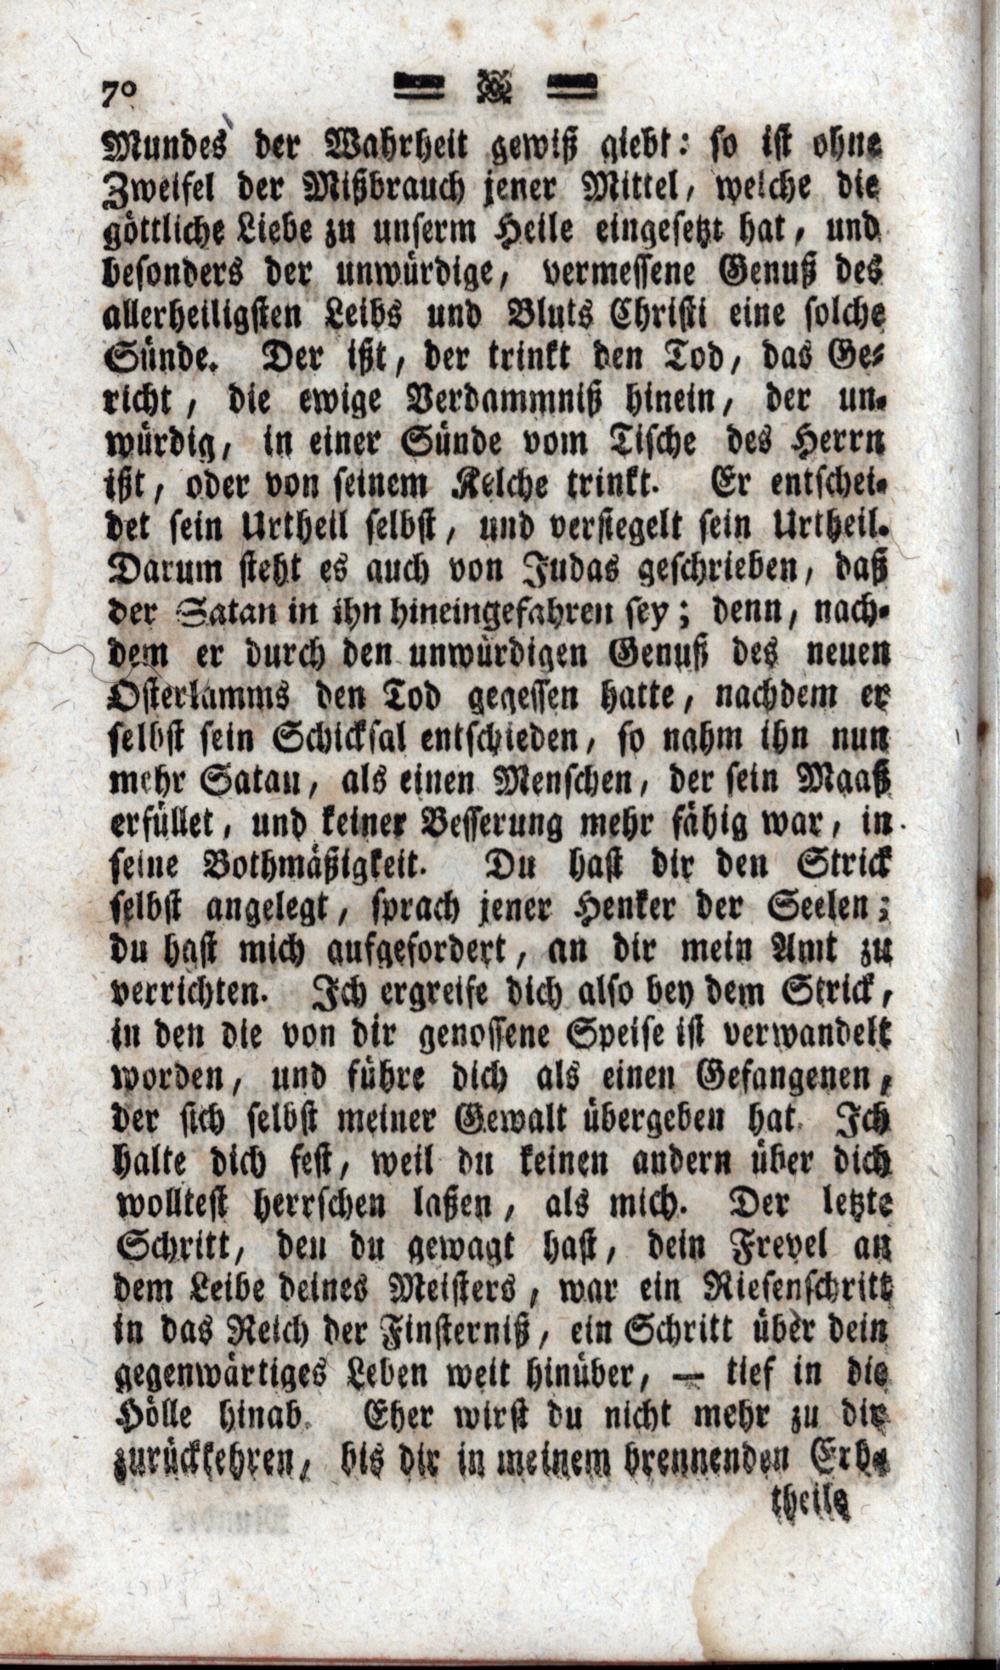 70
Mundes der Wahrheit gewiß giebt: so ist ohne
Zweifel der Mißbrauch jener Mittel, welche die
göttliche Liebe zu unserm Heile eingesetzt hat, und
besonders der unwürdige, vermessene Genuß des
allerheiligsten Leibs und Bluts Christi eine solche
Sünde. Der ißt, der trinkt den Tod, das Ge-
richt, die ewige Verdammniß hinein, der un-
würdig, in einer Sünde vom Tische des Herrn
ißt, oder von seinem Kelche trinkt. Er entschei-
det sein Urtheil selbst, und versiegelt sein Urtheil.
Darum steht es auch von Judas geschrieben, daß
der Satan in ihn hineingefahren sey; denn, nach-
dem er durch den unwürdigen Genuß des neuen
Osterlamms den Tod gegessen hatte, nachdem er
selbst sein Schicksal entschieden, so nahm ihn nun
mehr Satan, als einen Menschen, der sein Maaß
erfüllet, und keiner Besserung mehr fähig war, in
seine Bothmäßigkeit. Du hast dir den Strick
selbst angelegt, sprach jener Henker der Seelen;
du hast mich aufgefordert, an dir mein Amt zu
verrichten. Ich ergreife dich also bey dem Strick,
in den die von dir genossene Speise ist verwandelt
worden, und führe dich als einen Gefangenen,
der sich selbst meiner Gewalt übergeben hat. Ich
halte dich fest, weil du keinen andern über dich
wolltest herrschen laßen, als mich. Der letzte
Schritt, den du gewagt hast, dein Frevel an
dem Leibe deines Meisters, war ein Riesenschritt
in das Reich der Finsterniß, ein Schritt über dein
gegenwärtiges Leben weit hinüber, — tief in die
Hölle hinab. Eher wirst du nicht mehr zu dir
zurückkehren, bis dir in meinem brennenden Erb-
theile